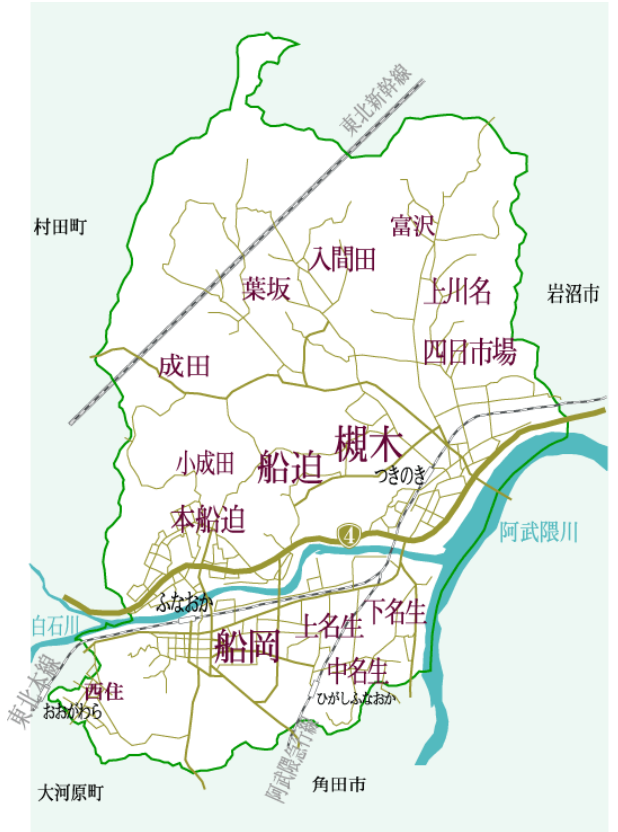 東北新幹線
富沢
村田町
入間田
葉坂
上川名
岩沼市
四日市場
成田
槻木
つきのき
船迫
小成田
本船迫
4
阿武隈川
ふなおか
白石川
上名生
下名生
船岡
中名生
ひがしふなおか
西住
東北本線
おおがわら
阿武隈急行線
角田市
大河原町